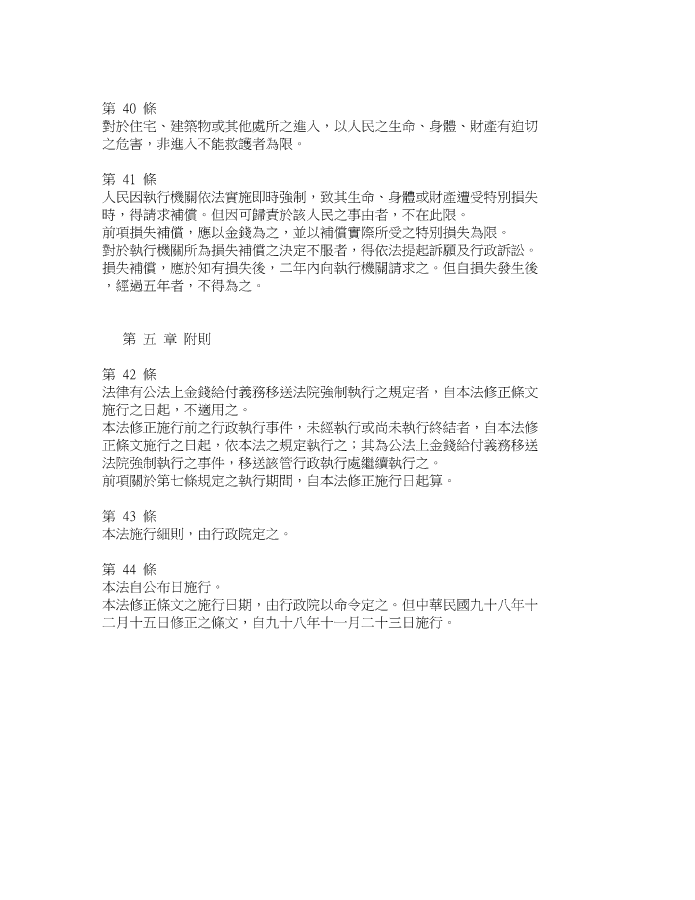 第 40 條
對於住宅、建築物或其他處所之進入，以人民之生命、身體、財產有迫切
之危害，非進入不能救護者為限。
第 41 條
人民因執行機關依法實施即時強制，致其生命、身體或財產遭受特別損失
時，得請求補償。但因可歸責於該人民之事由者，不在此限。
前項損失補償，應以金錢為之，並以補償實際所受之特別損失為限。
對於執行機關所為損失補償之決定不服者，得依法提起訴願及行政訴訟。
損失補償，應於知有損失後，二年內向執行機關請求之。但自損失發生後
，經過五年者，不得為之。
第 五 章 附則
第 42 條
法律有公法上金錢給付義務移送法院強制執行之規定者，自本法修正條文
施行之日起，不適用之。
本法修正施行前之行政執行事件，未經執行或尚未執行終結者，自本法修
正條文施行之日起，依本法之規定執行之；其為公法上金錢給付義務移送
法院強制執行之事件，移送該管行政執行處繼續執行之。
前項關於第七條規定之執行期間，自本法修正施行日起算。
第 43 條
本法施行細則，由行政院定之。
第 44 條
本法自公布日施行。
本法修正條文之施行日期，由行政院以命令定之。但中華民國九十八年十
二月十五日修正之條文，自九十八年十一月二十三日施行。